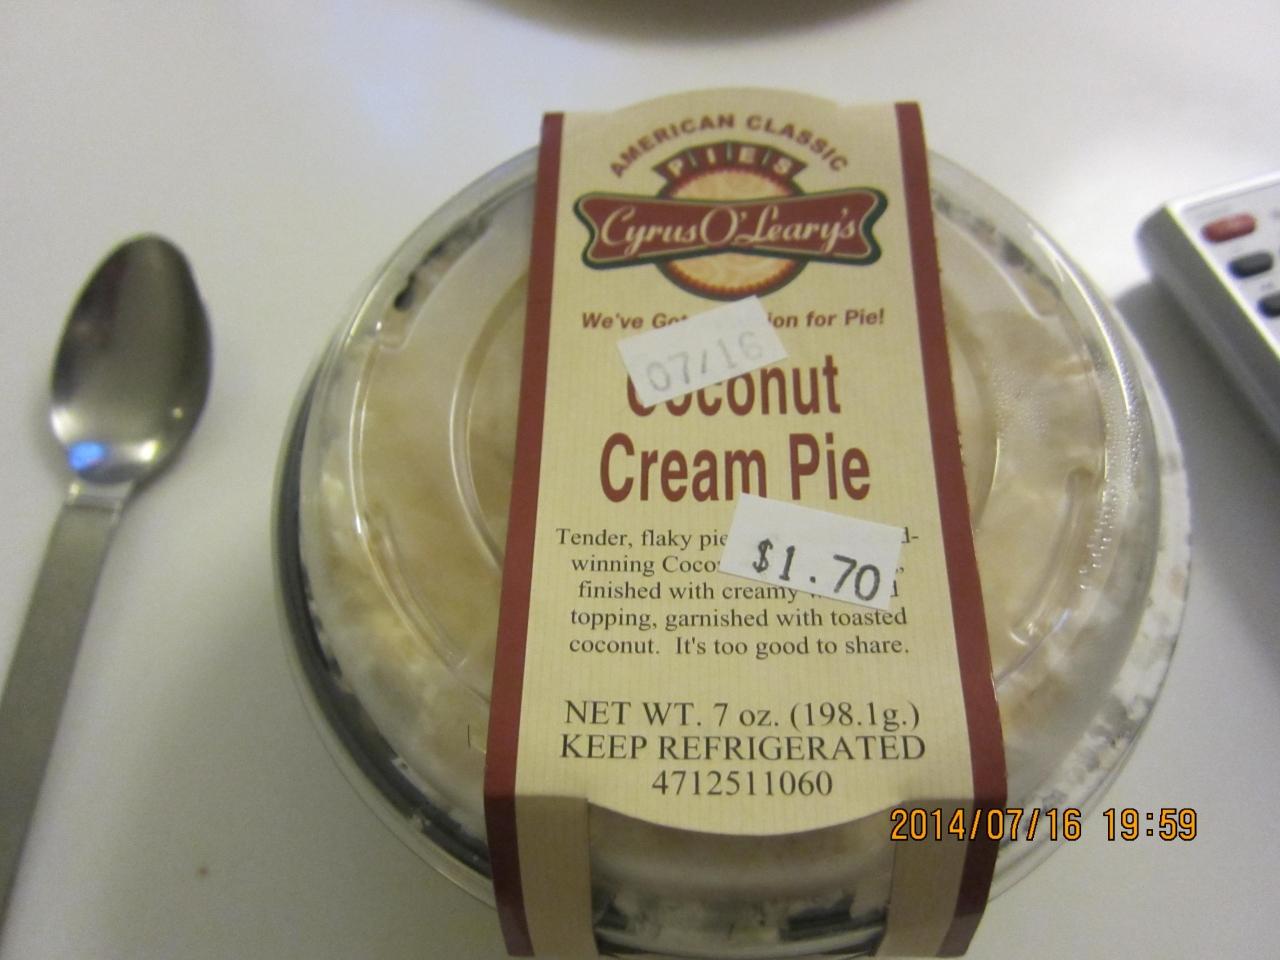 AMERICAN CLASSIC
PIES
Cyrus O'Leary's
We've Got ion for Pie!
07/16
Coconut
Cream Pie
Tender, flaky pie d-
winning Coco
$1.70
finished with creamy
topping, garnished with toasted
coconut. It's too good to share.
NET WT. 7 oz. (198.1g.)
KEEP REFRIGERATED
4712511060
2014/07/16 19:59